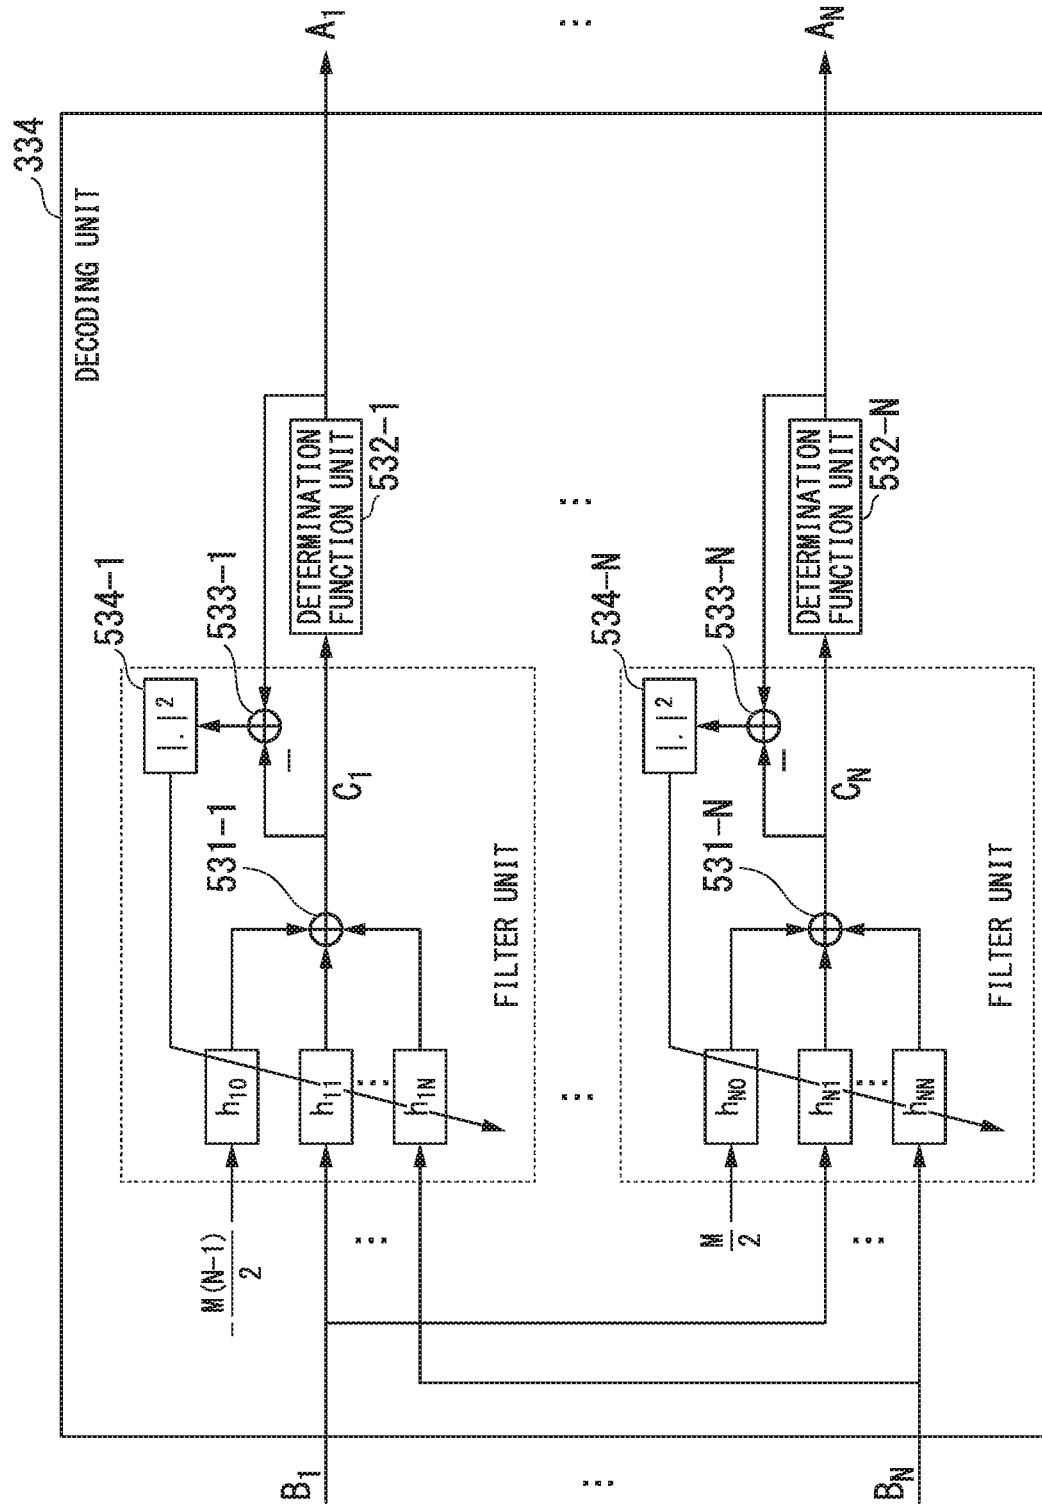 334
DECODING UNIT
A1
...
AN
534-1
|.|²
533-1
−
531-1
C1
DETERMINATION
FUNCTION UNIT
532-1
h10
h11
...
h1N
FILTER UNIT
−M(N-1)/2
...
...
...
534-N
|.|²
533-N
−
531-N
CN
DETERMINATION
FUNCTION UNIT
532-N
hN0
hN1
...
hNN
FILTER UNIT
M/2
...
B1
...
BN